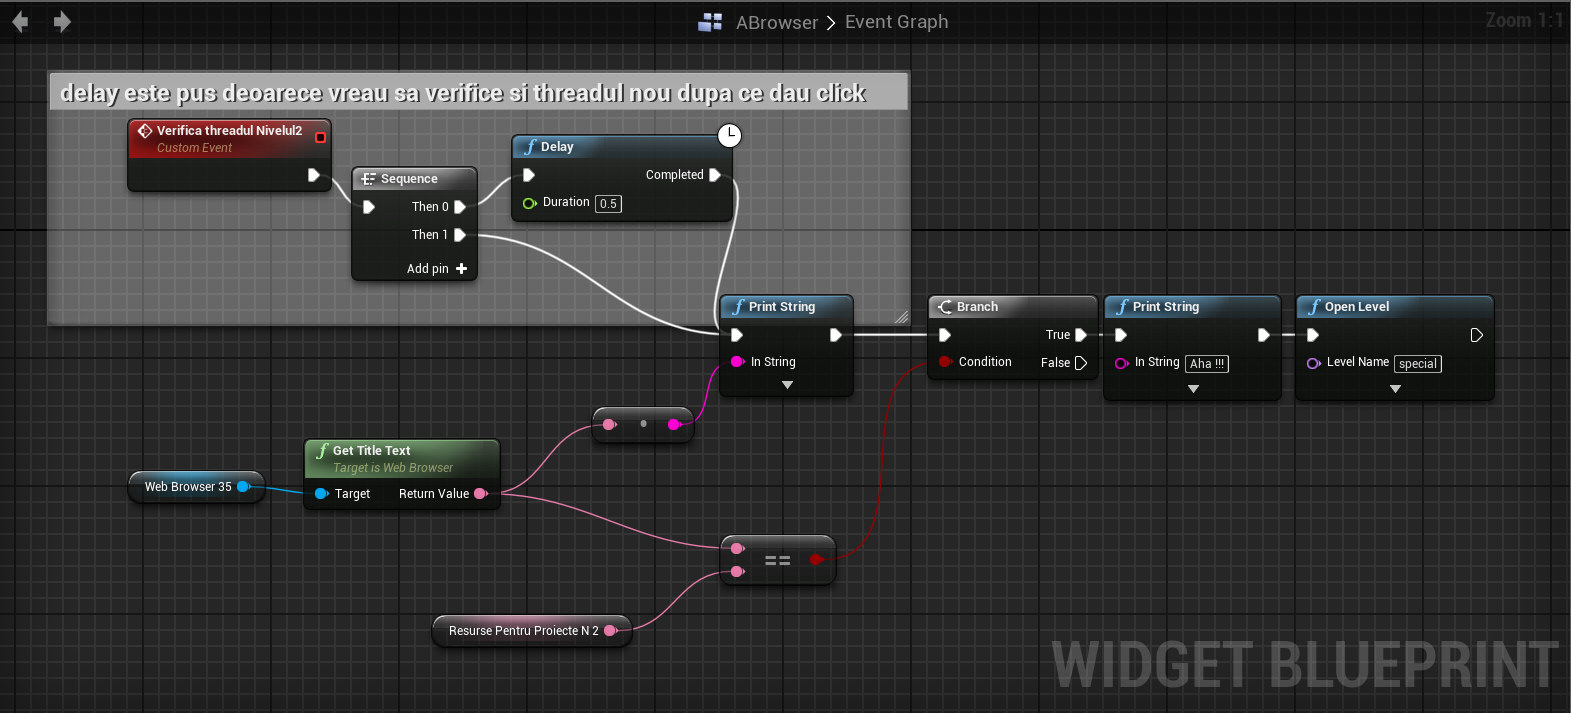 ABrowser > Event Graph
Zoom 1:1
delay este pus deoarece vreau sa verifice si threadul nou dupa ce dau click
Verifica threadul Nivelul2
Custom Event
Sequence
Then 0
Then 1
Add pin
Delay
Completed
Duration 0.5
Print String
In String
Branch
True
Condition
False
Print String
In String Aha !!!
Open Level
Level Name special
Get Title Text
Target is Web Browser
Target Return Value
Web Browser 35
==
Resurse Pentru Proiecte N 2
WIDGET BLUEPRINT